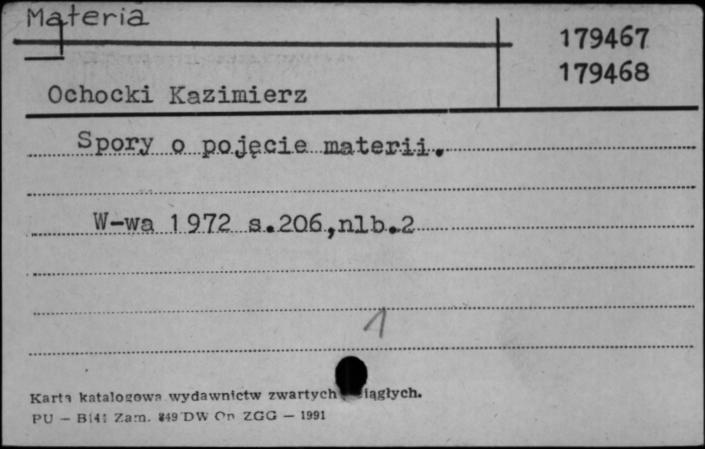 Materia
179467
179468
Ochocki Kazimierz
Spory o pojęcie materii.
W-wa 1972 s.206,nlb.2
1
Karta katalogowa wydawnictw zwartych iągłych.
PU — B141 Zam. 849 DW Op ZGG — 1991